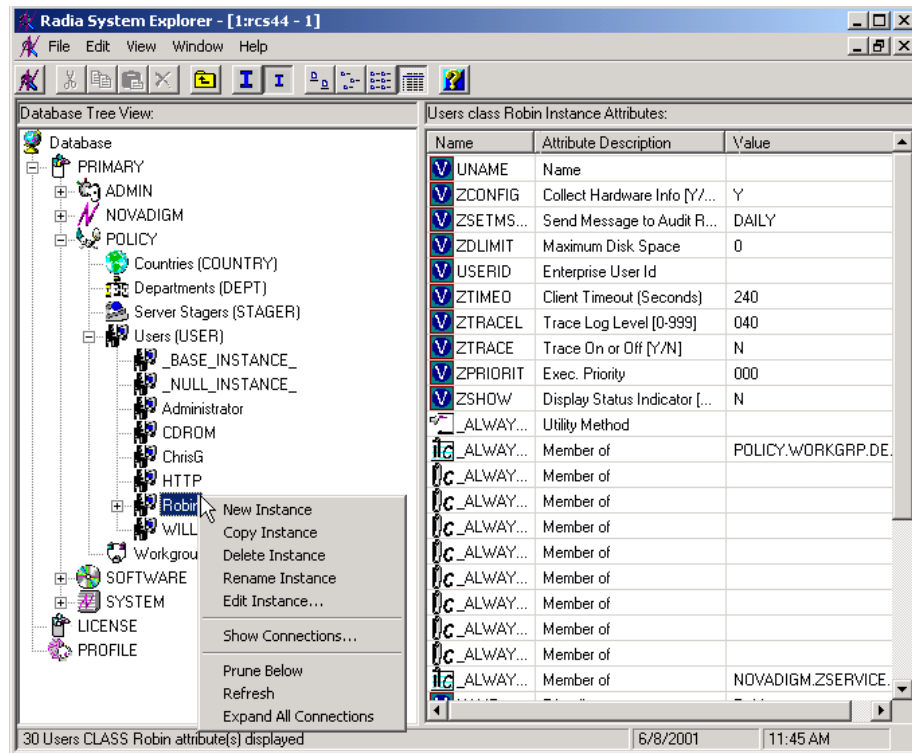 Radia System Explorer - [1:rcs44 - 1]
File Edit View Window Help
Database Tree View:
Users class Robin Instance Attributes:
Database
PRIMARY
ADMIN
NOVADIGM
POLICY
Countries (COUNTRY)
Departments (DEPT)
Server Stagers (STAGER)
Users (USER)
_BASE_INSTANCE_
_NULL_INSTANCE_
Administrator
CDROM
ChrisG
HTTP
Robin
WILL
Workgrou
SOFTWARE
SYSTEM
LICENSE
PROFILE
New Instance
Copy Instance
Delete Instance
Rename Instance
Edit Instance...
Show Connections...
Prune Below
Refresh
Expand All Connections
Name Attribute Description Value
UNAME Name
ZCONFIG Collect Hardware Info [Y/... Y
ZSETMS... Send Message to Audit R... DAILY
ZDLIMIT Maximum Disk Space 0
USERID Enterprise User Id
ZTIMEO Client Timeout (Seconds) 240
ZTRACEL Trace Log Level [0-999] 040
ZTRACE Trace On or Off [Y/N] N
ZPRIORIT Exec. Priority 000
ZSHOW Display Status Indicator [... N
_ALWAY... Utility Method
_ALWAY... Member of POLICY.WORKGRP.DE.
_ALWAY... Member of
_ALWAY... Member of
_ALWAY... Member of
_ALWAY... Member of
_ALWAY... Member of
_ALWAY... Member of
_ALWAY... Member of
_ALWAY... Member of
_ALWAY... Member of NOVADIGM.ZSERVICE.
30 Users CLASS Robin attribute(s) displayed
6/8/2001 11:45 AM